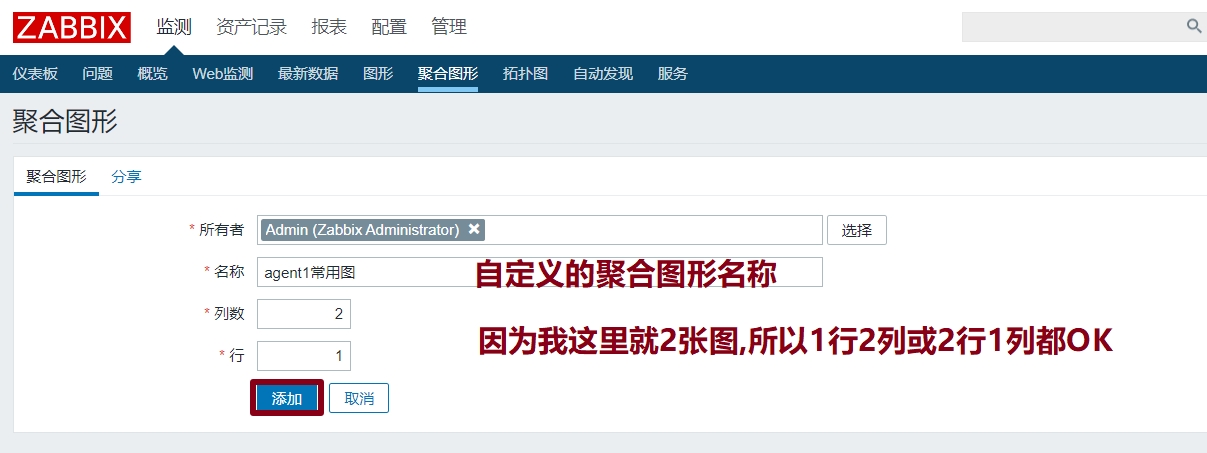 ZABBIX 监测 资产记录 报表 配置 管理
仪表板 问题 概览 Web监测 最新数据 图形 聚合图形 拓扑图 自动发现 服务
聚合图形
聚合图形 分享
* 所有者 Admin (Zabbix Administrator) 选择
* 名称 agent1常用图 自定义的聚合图形名称
* 列数 2
因为我这里就2张图,所以1行2列或2行1列都OK
* 行 1
添加 取消